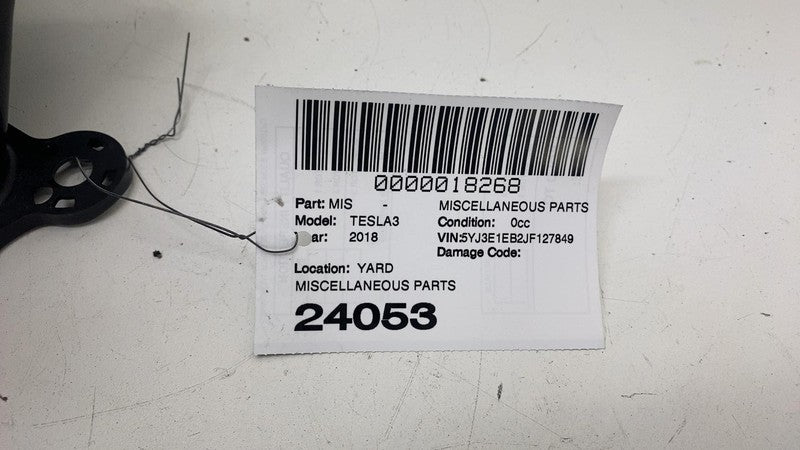 0000018268
Part: MIS - MISCELLANEOUS PARTS
Model: TESLA3 Condition: 0cc
ar: 2018 VIN:5YJ3E1EB2JF127849
Damage Code:
Location: YARD
MISCELLANEOUS PARTS
24053